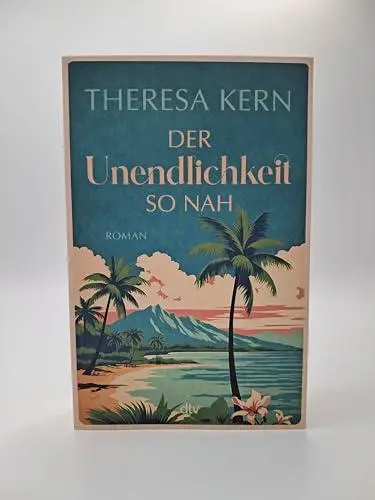 THERESA KERN
DER
Unendlichkeit
SO NAH
ROMAN
dtv